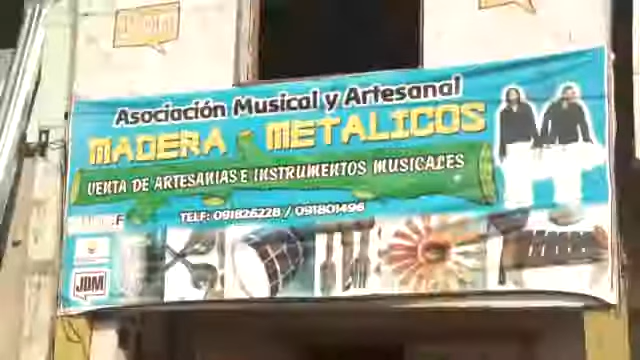 Asociación Musical y Artesanal
MADERA - METALICOS
VENTA DE ARTESANIAS E INSTRUMENTOS MUSICALES
TELF: 091826228 / 091801496
JDM